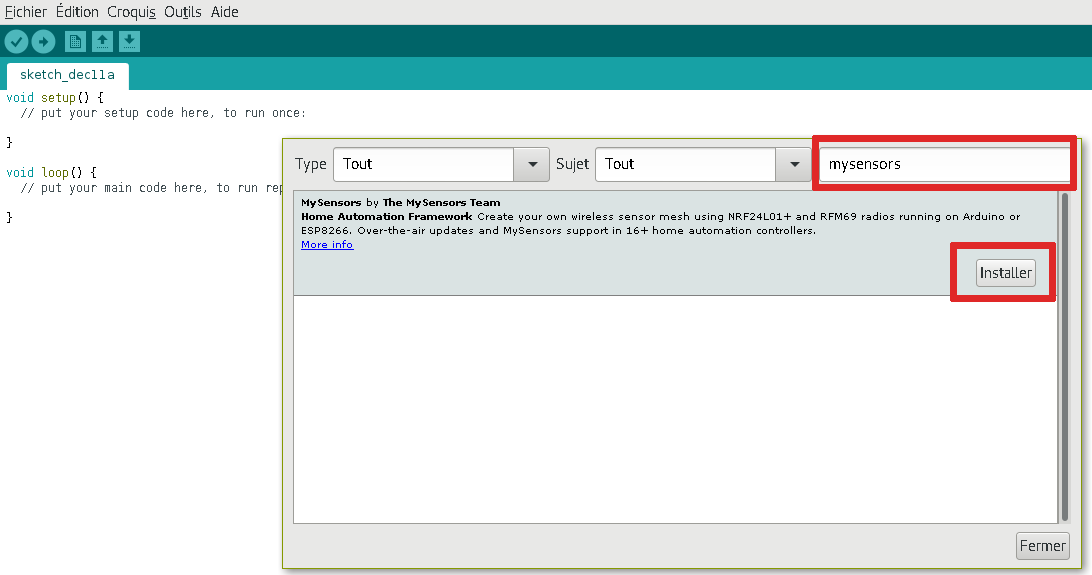 Fichier Édition Croquis Outils Aide
sketch_dec11a
void setup() {
// put your setup code here, to run once:
}
void loop() {
// put your main code here, to run rep
}
Type Tout Sujet Tout mysensors
MySensors by The MySensors Team
Home Automation Framework Create your own wireless sensor mesh using NRF24L01+ and RFM69 radios running on Arduino or
ESP8266. Over-the-air updates and MySensors support in 16+ home automation controllers.
More info
Installer
Fermer